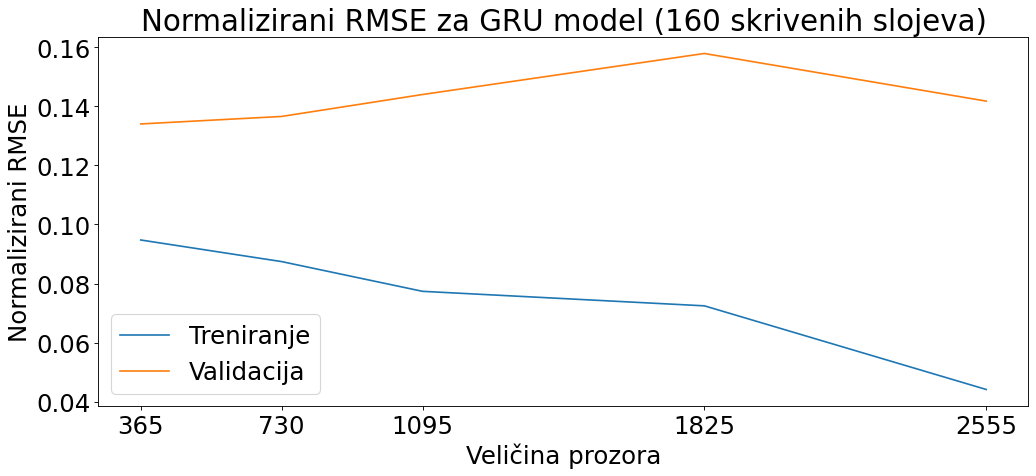 Normalizirani RMSE za GRU model (160 skrivenih slojeva)
Normalizirani RMSE
0.16
0.14
0.12
0.10
0.08
0.06
0.04
Treniranje
Validacija
365 730 1095 1825 2555
Veličina prozora